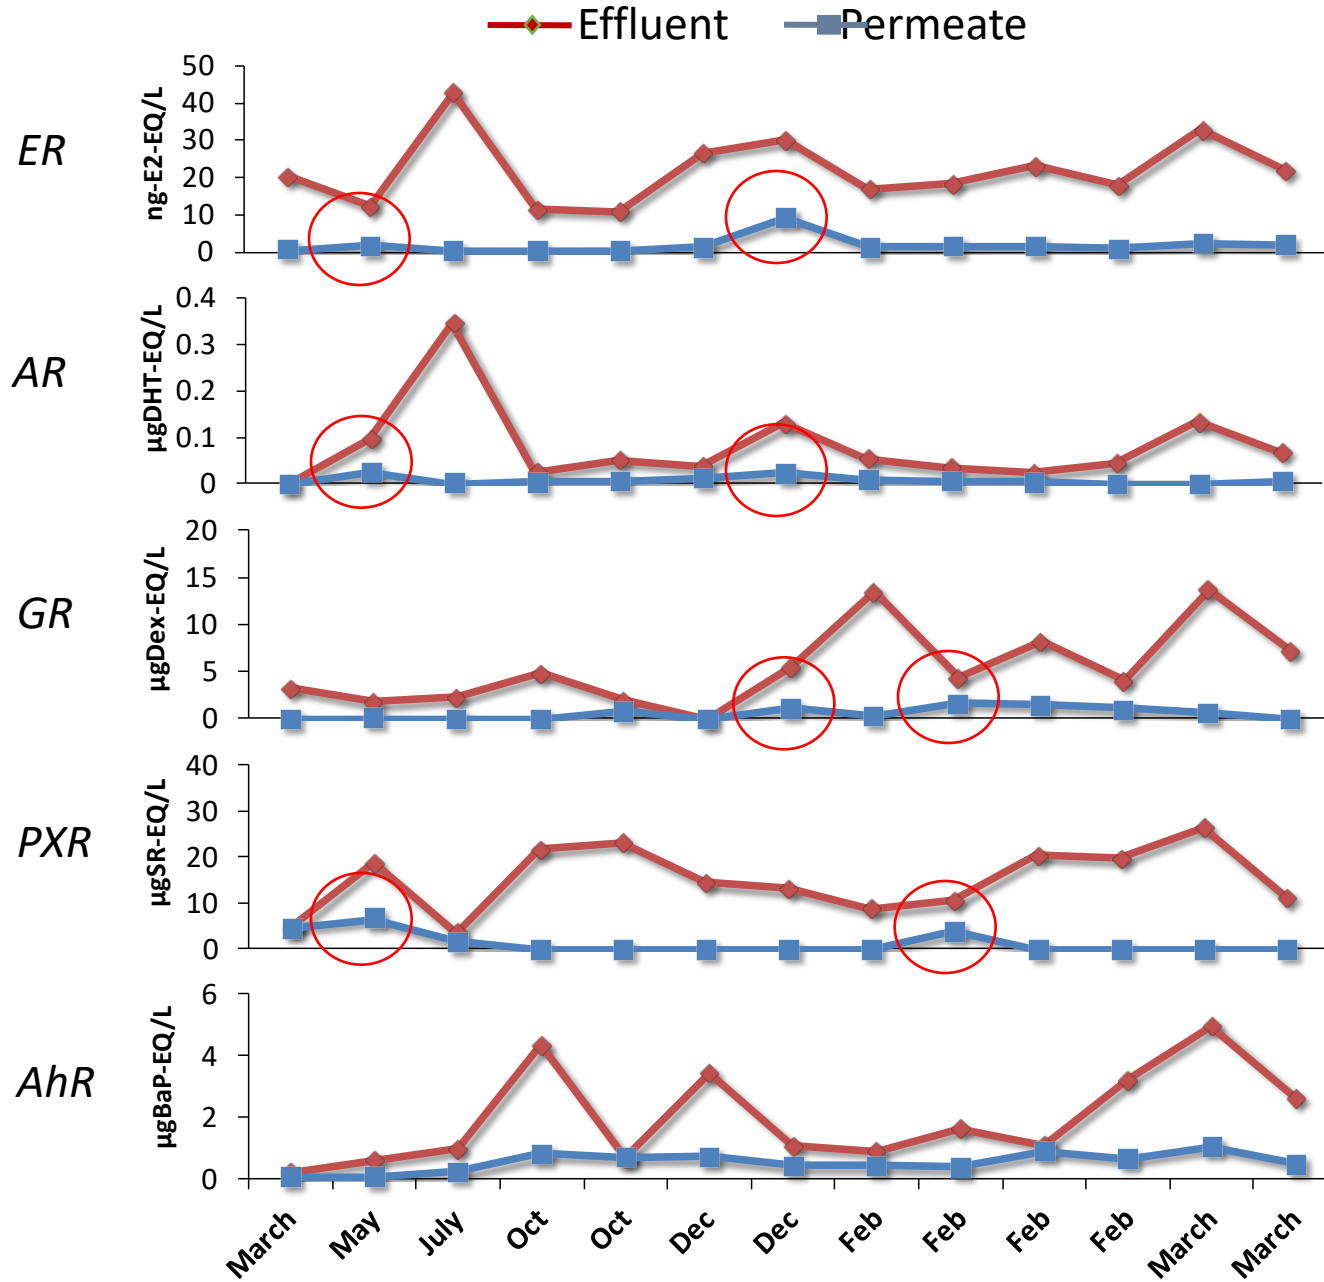 Effluent Permeate
ER
ng-E2-EQ/L
50
40
30
20
10
0
AR
µgDHT-EQ/L
0.4
0.3
0.2
0.1
0
GR
µgDex-EQ/L
20
15
10
5
0
PXR
µgSR-EQ/L
40
30
20
10
0
AhR
µgBaP-EQ/L
6
4
2
0
March May July Oct Oct Dec Dec Feb Feb Feb Feb March March